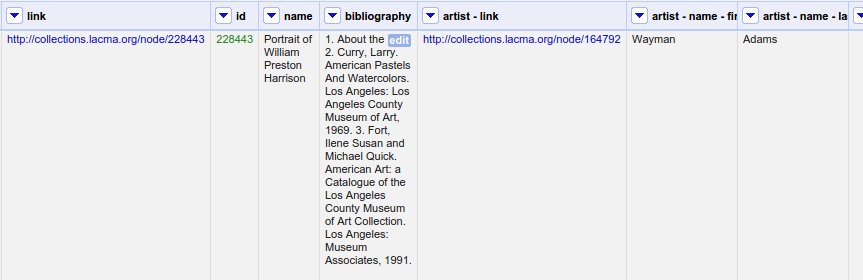 link id name bibliography artist - link artist - name - fir artist - name - la
http://collections.lacma.org/node/228443 228443 Portrait of William Preston Harrison
1. About the edit
2. Curry, Larry.
American Pastels
And Watercolors.
Los Angeles: Los
Angeles County
Museum of Art,
1969. 3. Fort,
Ilene Susan and
Michael Quick.
American Art: a
Catalogue of the
Los Angeles
County Museum
of Art Collection.
Los Angeles:
Museum
Associates, 1991.
http://collections.lacma.org/node/164792 Wayman Adams